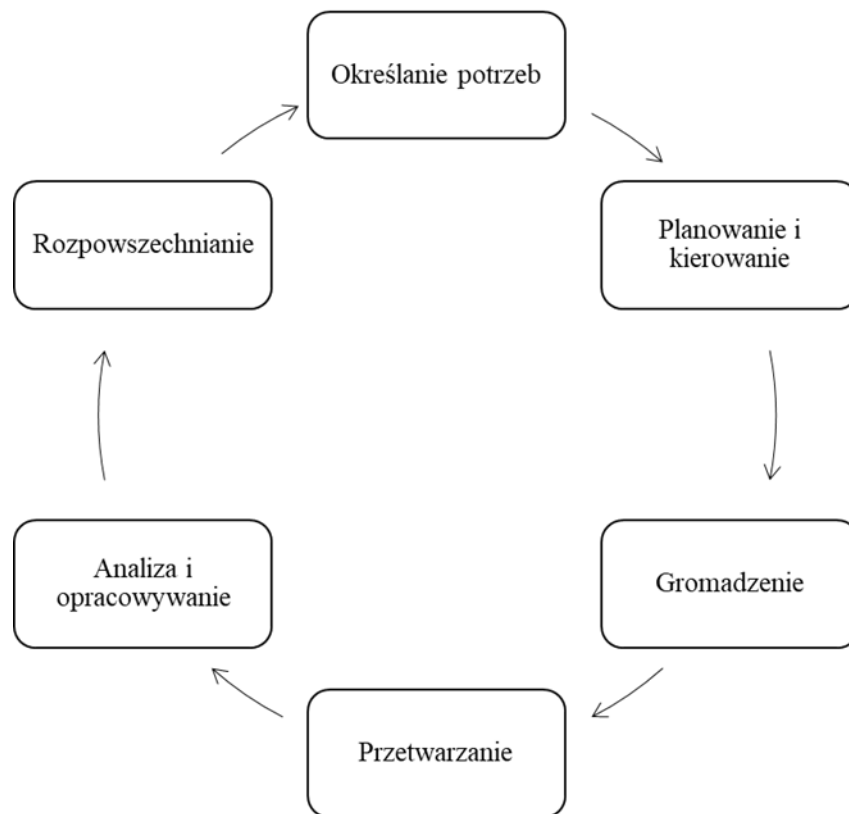 Określanie potrzeb
Planowanie i
kierowanie
Gromadzenie
Przetwarzanie
Analiza i
opracowywanie
Rozpowszechnianie